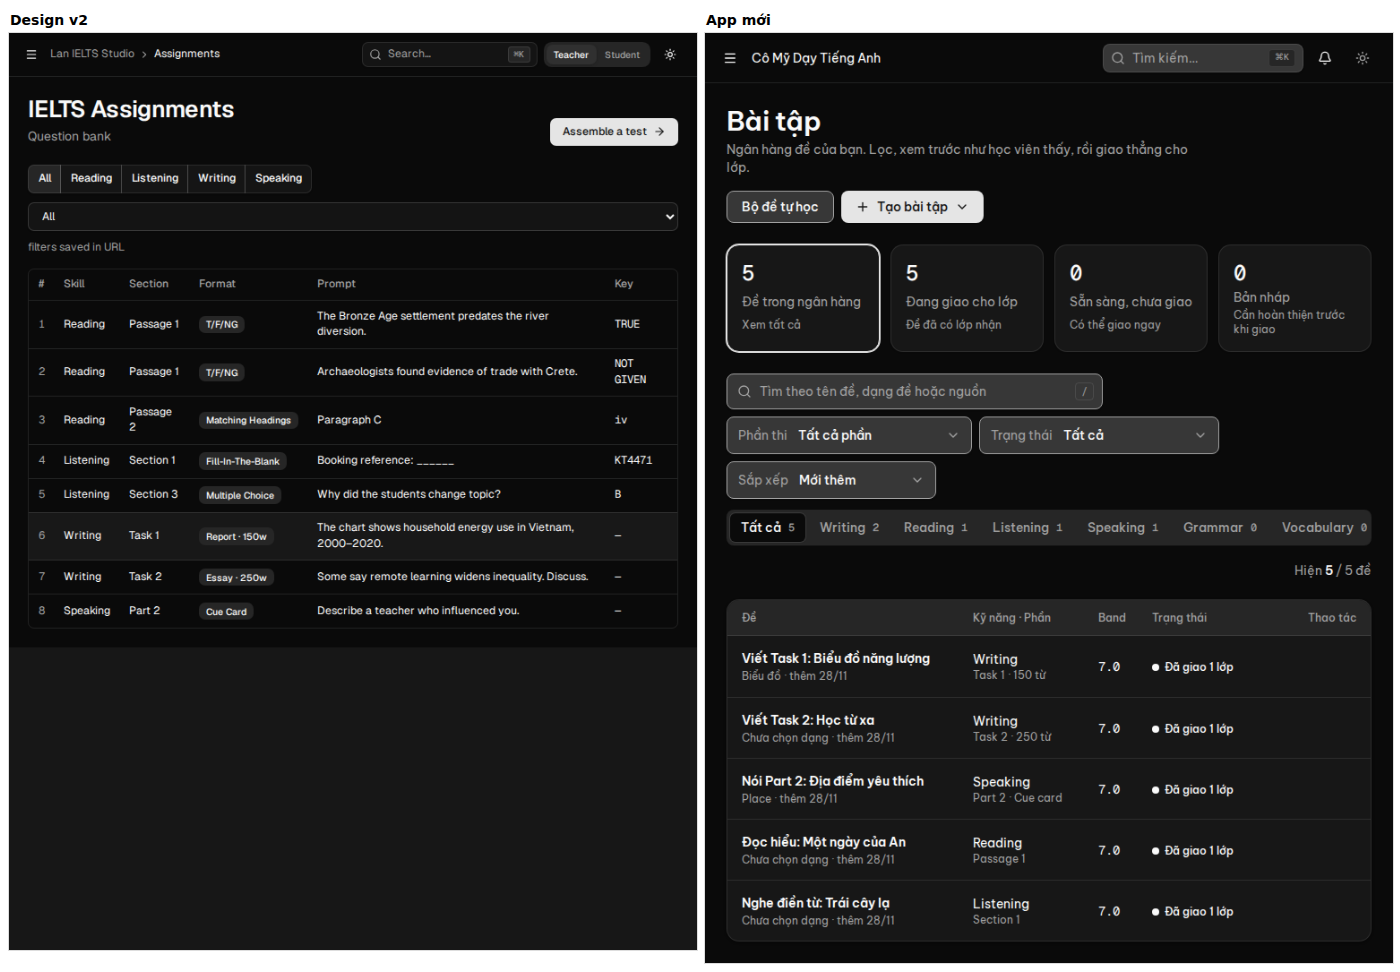 Design v2
Lan IELTS Studio › Assignments
Search...
⌘K
Teacher
Student
IELTS Assignments
Question bank
Assemble a test →
All
Reading
Listening
Writing
Speaking
All
filters saved in URL
# Skill Section Format Prompt Key
1 Reading Passage 1 T/F/NG The Bronze Age settlement predates the river diversion. TRUE
2 Reading Passage 1 T/F/NG Archaeologists found evidence of trade with Crete. NOT GIVEN
3 Reading Passage 2 Matching Headings Paragraph C iv
4 Listening Section 1 Fill-In-The-Blank Booking reference: ______ KT4471
5 Listening Section 3 Multiple Choice Why did the students change topic? B
6 Writing Task 1 Report · 150w The chart shows household energy use in Vietnam, 2000–2020. —
7 Writing Task 2 Essay · 250w Some say remote learning widens inequality. Discuss. —
8 Speaking Part 2 Cue Card Describe a teacher who influenced you. —
App mới
Cô Mỹ Dạy Tiếng Anh
Tìm kiếm...
⌘K
Bài tập
Ngân hàng đề của bạn. Lọc, xem trước như học viên thấy, rồi giao thẳng cho
lớp.
Bộ đề tự học
+ Tạo bài tập
5
Đề trong ngân hàng
Xem tất cả
5
Đang giao cho lớp
Đề đã có lớp nhận
0
Sẵn sàng, chưa giao
Có thể giao ngay
0
Bản nháp
Cần hoàn thiện trước
khi giao
Tìm theo tên đề, dạng đề hoặc nguồn
/
Phần thi Tất cả phần
Trạng thái Tất cả
Sắp xếp Mới thêm
Tất cả 5
Writing 2
Reading 1
Listening 1
Speaking 1
Grammar 0
Vocabulary 0
Hiện 5 / 5 đề
Đề Kỹ năng · Phần Band Trạng thái Thao tác
Viết Task 1: Biểu đồ năng lượng Writing 7.0 Đã giao 1 lớp
Biểu đồ · thêm 28/11 Task 1 · 150 từ
Viết Task 2: Học từ xa Writing 7.0 Đã giao 1 lớp
Chưa chọn dạng · thêm 28/11 Task 2 · 250 từ
Nói Part 2: Địa điểm yêu thích Speaking 7.0 Đã giao 1 lớp
Place · thêm 28/11 Part 2 · Cue card
Đọc hiểu: Một ngày của An Reading 7.0 Đã giao 1 lớp
Chưa chọn dạng · thêm 28/11 Passage 1
Nghe điền từ: Trái cây lạ Listening 7.0 Đã giao 1 lớp
Chưa chọn dạng · thêm 28/11 Section 1